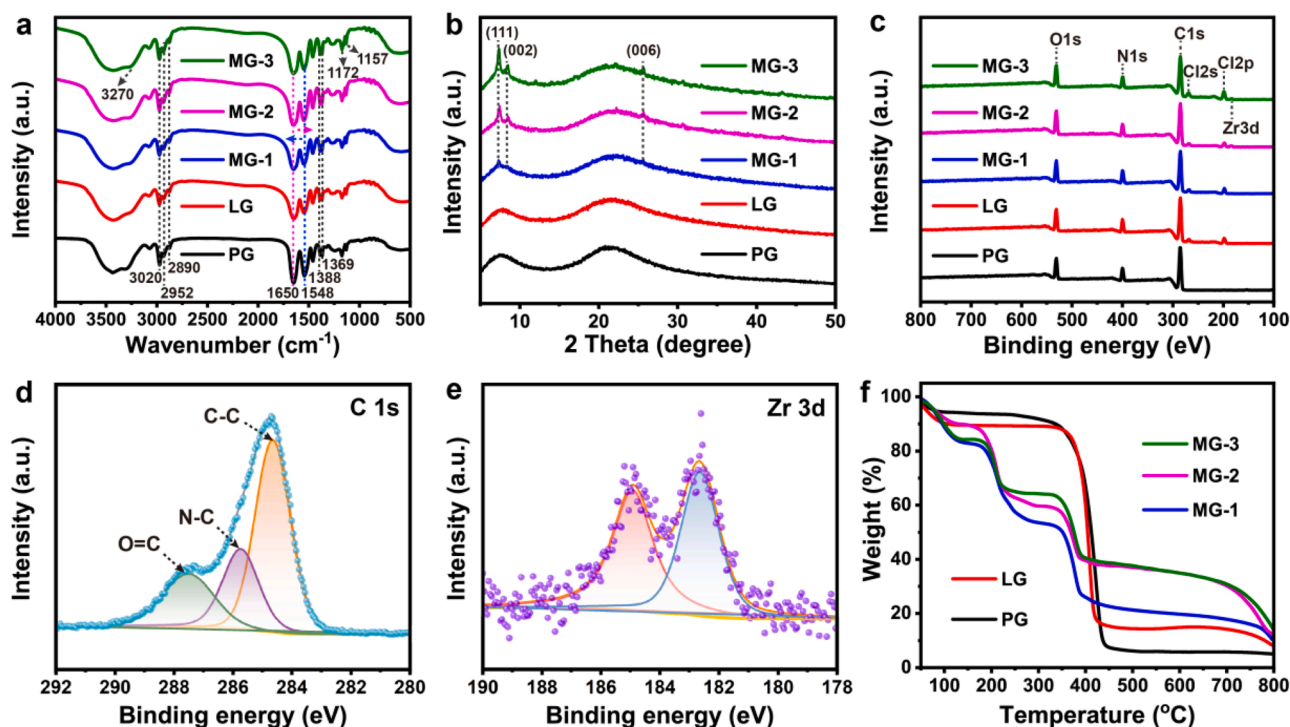 a
MG-3
3270
1172
1157
MG-2
MG-1
LG
PG
3020
2952
2890
1650
1548
1388
1369
4000 3500 3000 2500 2000 1500 1000 500
Wavenumber (cm⁻¹)
Intensity (a.u.)
b
(111)
(002)
(006)
MG-3
MG-2
MG-1
LG
PG
10 20 30 40 50
2 Theta (degree)
Intensity (a.u.)
c
O1s
N1s
C1s
Cl2s
Cl2p
Zr3d
MG-3
MG-2
MG-1
LG
PG
800 700 600 500 400 300 200 100
Binding energy (eV)
Intensity (a.u.)
d
C 1s
C-C
N-C
O=C
292 290 288 286 284 282 280
Binding energy (eV)
Intensity (a.u.)
e
Zr 3d
190 188 186 184 182 180 178
Binding energy (eV)
Intensity (a.u.)
f
MG-3
MG-2
MG-1
LG
PG
100
80
60
40
20
0
100 200 300 400 500 600 700 800
Temperature (°C)
Weight (%)